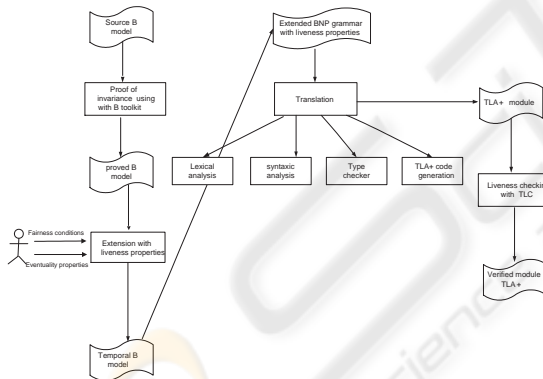 Source B
model
Proof of
invariance using
with B toolkit
proved B
model
Fairness conditions
Eventuality properties
Extension with
liveness properties
Temporal B
model
Extended BNP grammar
with liveness properties
Translation
Lexical
analysis
syntaxic
analysis
Type
checker
TLA+ code
generation
TLA+ module
Liveness checkin
with TLC
Verified module
TLA+